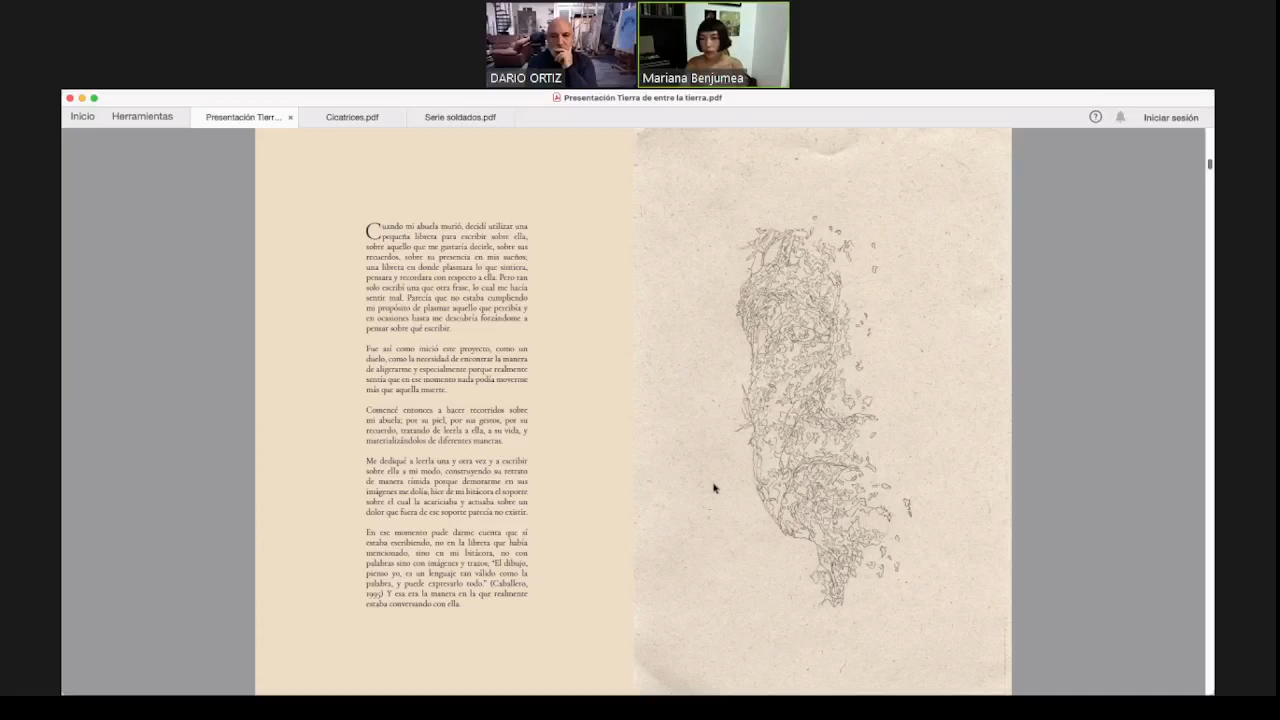 DARIO ORTIZ
Mariana Benjumea
Presentación Tierra de entre la tierra.pdf
Inicio
Herramientas
Presentación Tierr...
×
Cicatrices.pdf
Serie soldados.pdf
?
Iniciar sesión
Cuando mi abuela murió, decidí utilizar una
pequeña libreta para escribir sobre ella,
sobre aquello que me gustaría decirle, sobre sus
recuerdos, sobre su presencia en mis sueños;
una libreta en donde plasmara lo que sintiera,
pensara y recordara con respecto a ella. Pero tan
solo escribí una que otra frase, lo cual me hacía
sentir mal. Parecía que no estaba cumpliendo
mi propósito de plasmar aquello que percibía y
en ocasiones hasta me descubría forzándome a
pensar sobre qué escribir.
Fue así como inició este proyecto, como un
duelo, como la necesidad de encontrar la manera
de aligerarme y especialmente porque realmente
sentía que en ese momento nada podía moverme
más que aquella muerte.
Comencé entonces a hacer recorridos sobre
mi abuela; por su piel, por sus gestos, por su
recuerdo, tratando de leerla a ella, a su vida, y
materializándolos de diferentes maneras.
Me dediqué a leerla una y otra vez y a escribir
sobre ella a mi modo, construyendo su retrato
de manera tímida porque demorarme en sus
imágenes me dolía; hice de mi bitácora el soporte
sobre el cual la acariciaba y actuaba sobre un
dolor que fuera de ese soporte parecía no existir.
En ese momento pude darme cuenta que sí
estaba escribiendo, no en la libreta que había
mencionado, sino en mi bitácora, no con
palabras sino con imágenes y trazos; "El dibujo,
pienso yo, es un lenguaje tan válido como la
palabra, y puede expresarlo todo." (Caballero,
1995) Y esa era la manera en la que realmente
estaba conversando con ella.